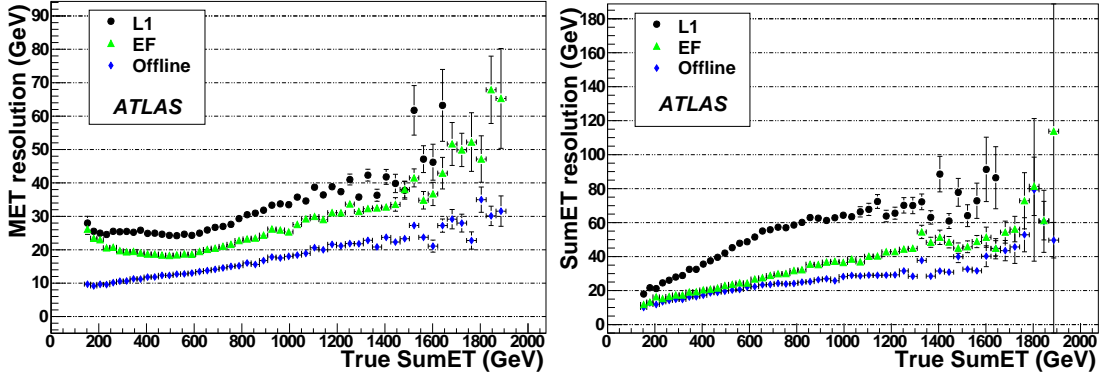 MET resolution (GeV)
90
80
70
60
50
40
30
20
10
0
L1
EF
Offline
ATLAS
0 200 400 600 800 1000 1200 1400 1600 1800 2000
True SumET (GeV)
SumET resolution (GeV)
180
160
140
120
100
80
60
40
20
0
L1
EF
Offline
ATLAS
0 200 400 600 800 1000 1200 1400 1600 1800 2000
True SumET (GeV)